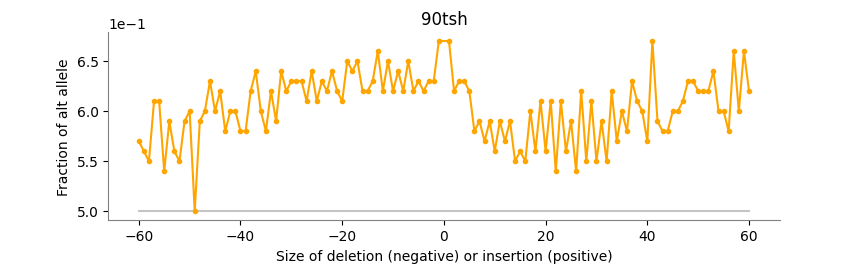 90tsh
1e−1
6.5
6.0
5.5
5.0
Fraction of alt allele
−60 −40 −20 0 20 40 60
Size of deletion (negative) or insertion (positive)